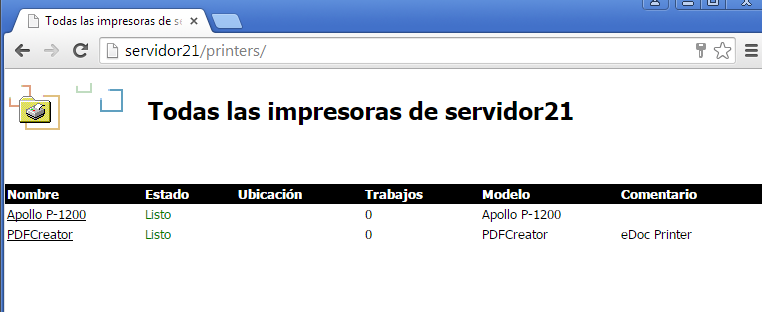 Todas las impresoras de se
servidor21/printers/
Todas las impresoras de servidor21
Nombre Estado Ubicación Trabajos Modelo Comentario
Apollo P-1200 Listo 0 Apollo P-1200
PDFCreator Listo 0 PDFCreator eDoc Printer